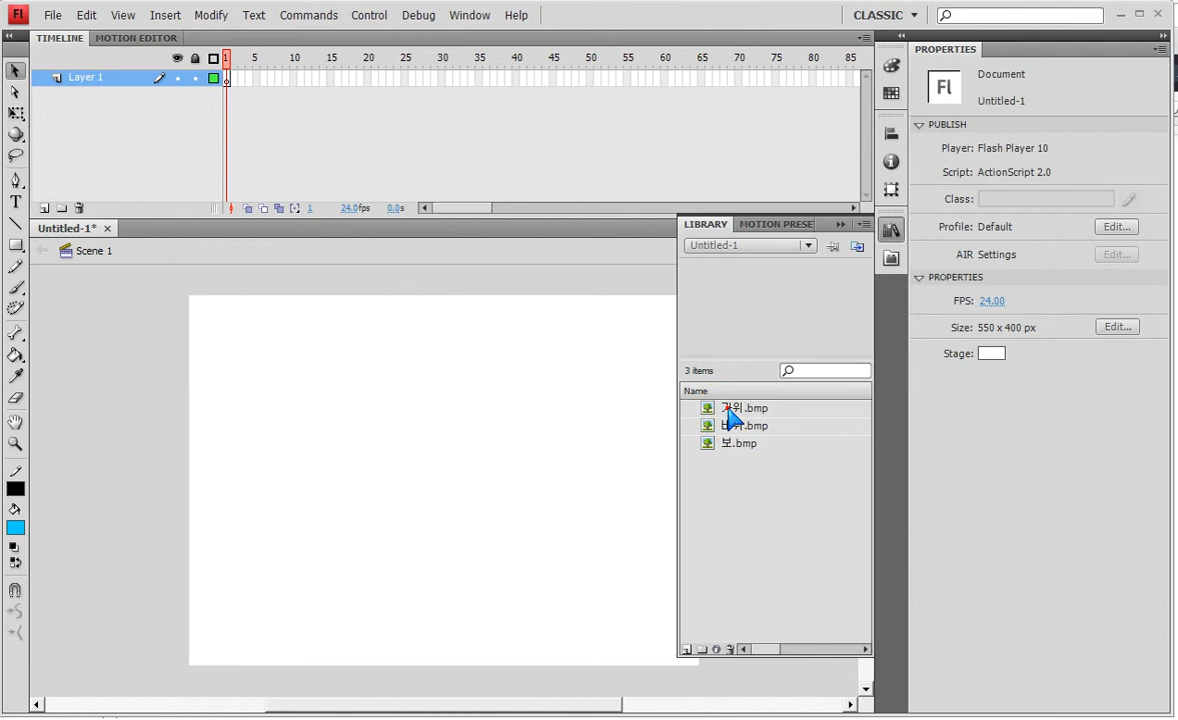 Fl File Edit View Insert Modify Text Commands Control Debug Window Help CLASSIC
TIMELINE MOTION EDITOR
1 5 10 15 20 25 30 35 40 45 50 55 60 65 70 75 80 85
Layer 1
1 24.0fps 0.0s
Untitled-1*
Scene 1
LIBRARY MOTION PRESE
Untitled-1
3 items
Name
가위.bmp
바위.bmp
보.bmp
PROPERTIES
Fl
Document
Untitled-1
PUBLISH
Player: Flash Player 10
Script: ActionScript 2.0
Class:
Profile: Default Edit...
AIR Settings Edit...
PROPERTIES
FPS: 24.00
Size: 550 x 400 px Edit...
Stage: